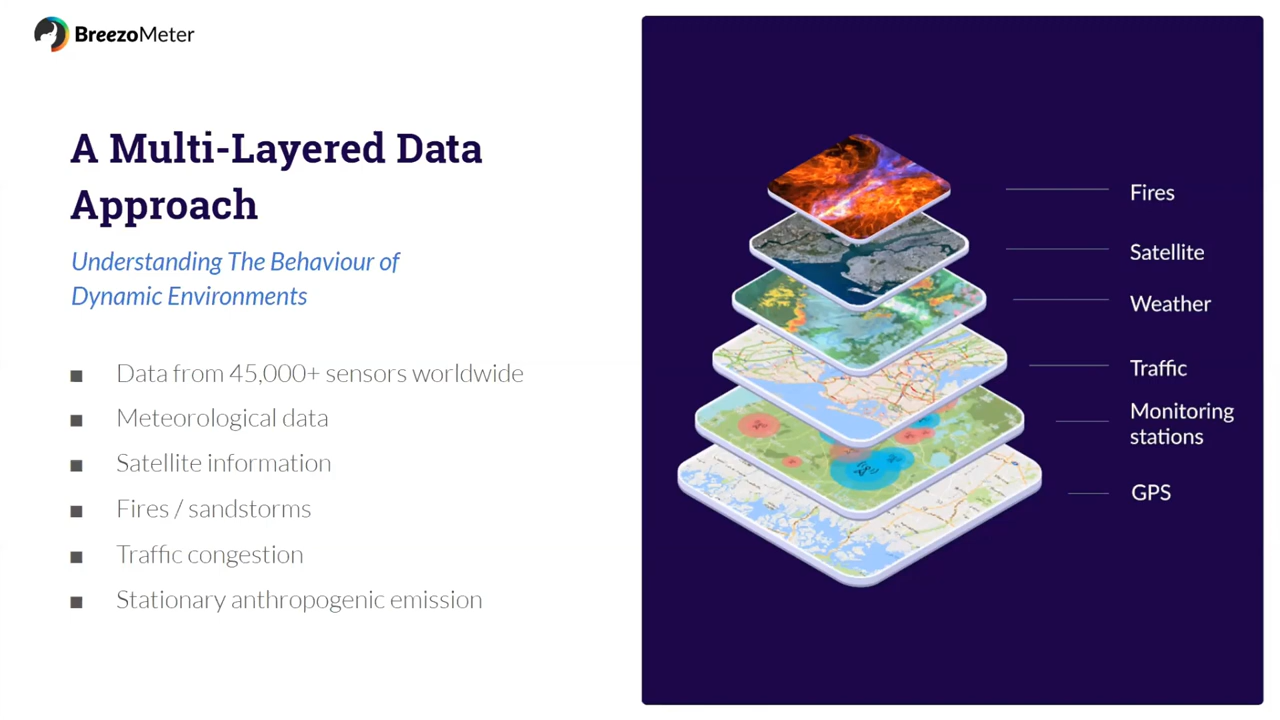 BreezoMeter
A Multi-Layered Data
Approach
Understanding The Behaviour of
Dynamic Environments
■ Data from 45,000+ sensors worldwide
■ Meteorological data
■ Satellite information
■ Fires / sandstorms
■ Traffic congestion
■ Stationary anthropogenic emission
Fires
Satellite
Weather
Traffic
Monitoring
stations
GPS